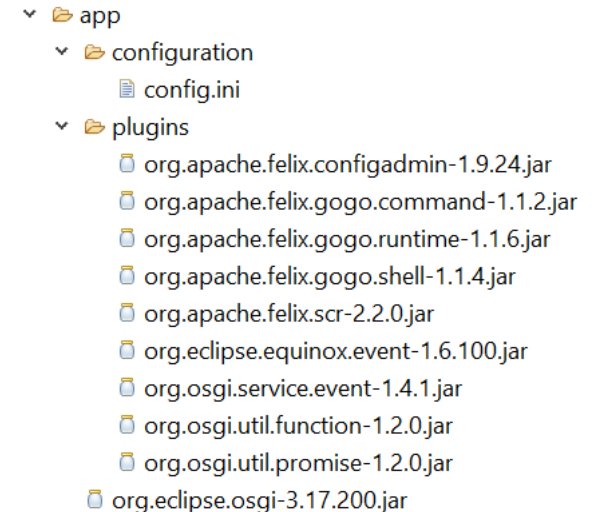 app
configuration
config.ini
plugins
org.apache.felix.configadmin-1.9.24.jar
org.apache.felix.gogo.command-1.1.2.jar
org.apache.felix.gogo.runtime-1.1.6.jar
org.apache.felix.gogo.shell-1.1.4.jar
org.apache.felix.scr-2.2.0.jar
org.eclipse.equinox.event-1.6.100.jar
org.osgi.service.event-1.4.1.jar
org.osgi.util.function-1.2.0.jar
org.osgi.util.promise-1.2.0.jar
org.eclipse.osgi-3.17.200.jar